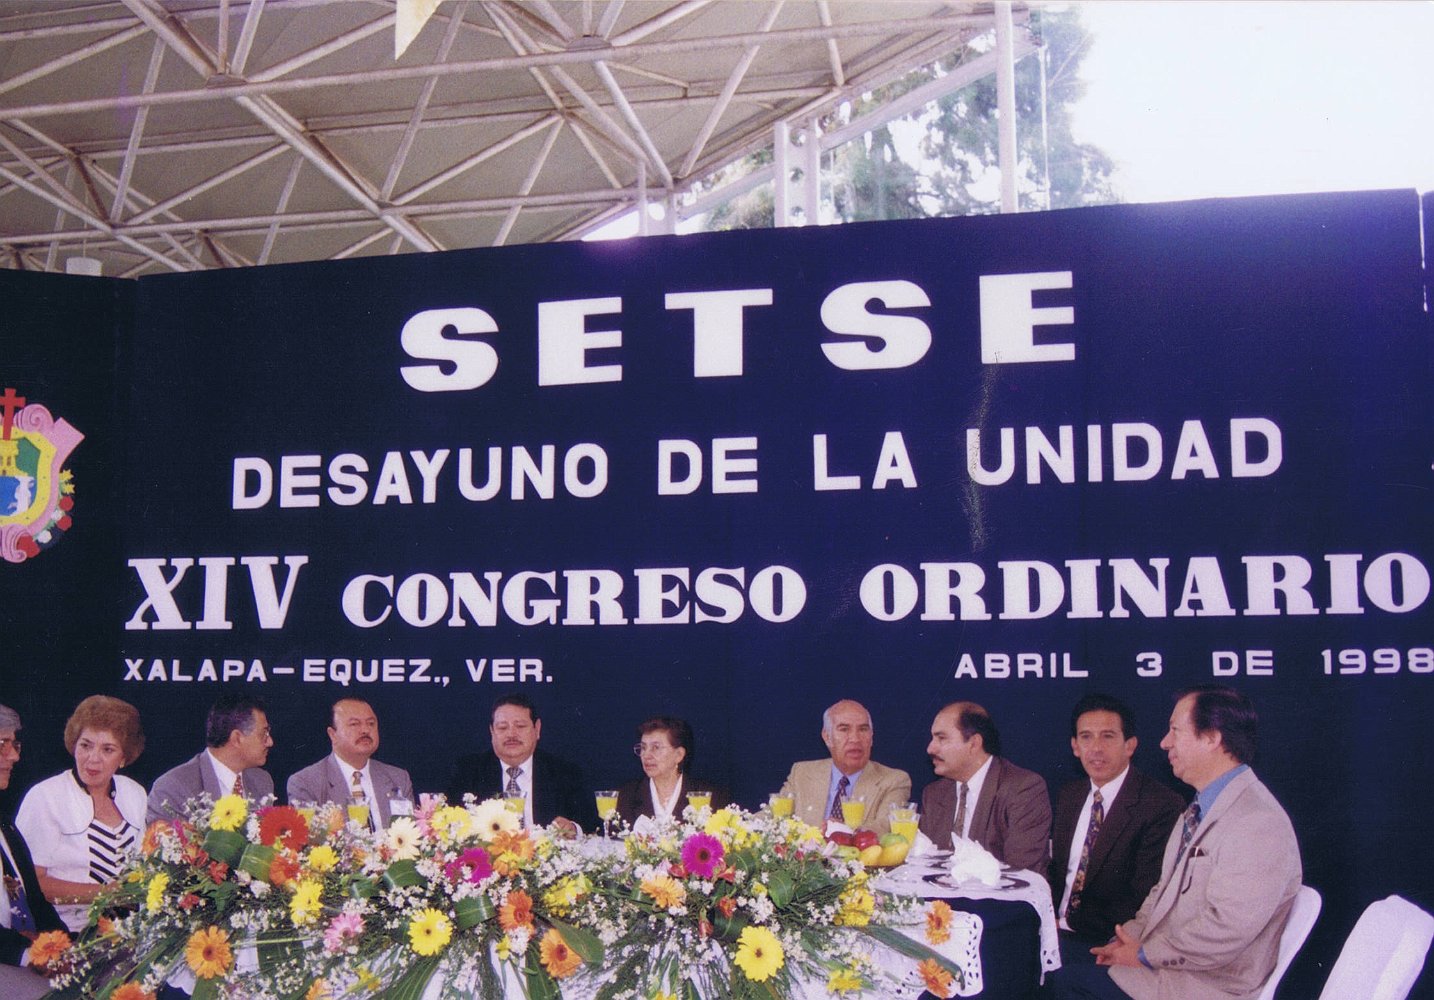 SETSE
DESAYUNO DE LA UNIDAD
XIV CONGRESO ORDINARIO
XALAPA-EQUEZ., VER.
ABRIL 3 DE 1998